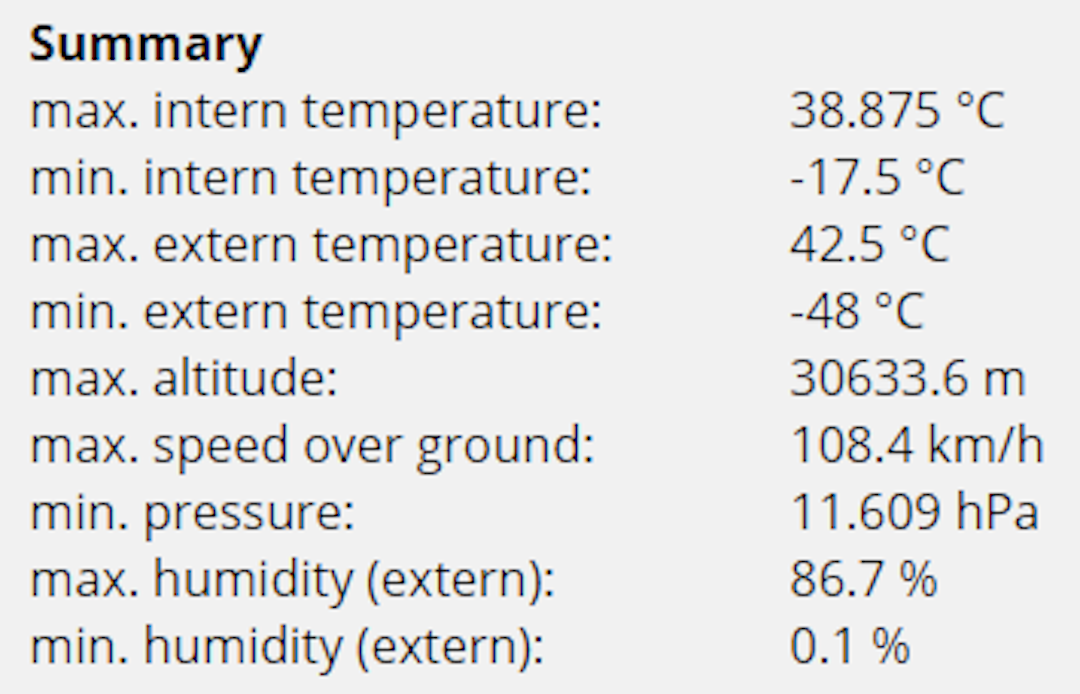 Summary
max. intern temperature: 38.875 °C
min. intern temperature: -17.5 °C
max. extern temperature: 42.5 °C
min. extern temperature: -48 °C
max. altitude: 30633.6 m
max. speed over ground: 108.4 km/h
min. pressure: 11.609 hPa
max. humidity (extern): 86.7 %
min. humidity (extern): 0.1 %